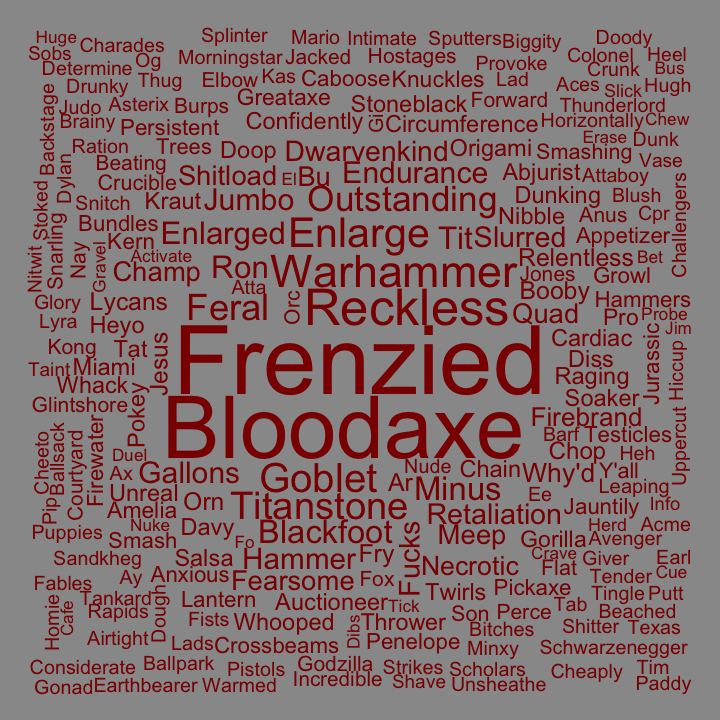 Huge
Splinter
Mario
Intimate
Sputters
Biggity
Doody
Sobs
Charades
Og
Morningstar
Jacked
Hostages
Provoke
Colonel
Heel
Determine
Thug
Elbow
Kas
Caboose
Knuckles
Lad
Crunk
Bus
Drunky
Greataxe
Aces
Slick
Hugh
Judo
Asterix
Burps
Stoneblack
Forward
Thunderlord
Brainy
Persistent
Confidently
Gi
Circumference
Horizontally
Chew
Backstage
Ration
Trees
Doop
Dwarvenkind
Origami
Smashing
Erase
Dunk
Beating
Vase
Dylan
Crucible
Shitload
El
Bu
Endurance
Abjurist
Attaboy
Stoked
Snitch
Kraut
Jumbo
Outstanding
Dunking
Blush
Challengers
Bundles
Nibble
Anus
Cpr
Snarling
Kern
Enlarged
Enlarge
Tit
Slurred
Appetizer
Nitwit
Nay
Gravel
Activate
Champ
Ron
Warhammer
Relentless
Bet
Atta
Jones
Growl
Glory
Lycans
Feral
Orc
Reckless
Booby
Quad
Hammers
Lyra
Heyo
Pro
Probe
Jim
Kong
Tat
Jesus
Frenzied
Cardiac
Jurassic
Taint
Miami
Diss
Hiccup
Whack
Raging
Glintshore
Pokey
Bloodaxe
Soaker
Firebrand
Uppercut
Cheeto
Ballsack
Courtyard
Firewater
Barf
Testicles
Duel
Chop
Heh
Ax
Gallons
Goblet
Nude
Chain
Why'd
Y'all
Pip
Unreal
Orn
Ar
Minus
Ee
Leaping
Amelia
Titanstone
Retaliation
Jauntily
Info
Puppies
Nuke
Davy
Blackfoot
Fucks
Meep
Herd
Acme
Smash
Fo
Gorilla
Avenger
Sandkheg
Salsa
Hammer
Fry
Crave
Giver
Earl
Fables
Ay
Anxious
Fearsome
Fox
Necrotic
Flat
Tender
Cue
Tankard
Dough
Lantern
Auctioneer
Tick
Twirls
Pickaxe
Tingle
Putt
Homie
Cafe
Rapids
Fists
Whooped
Dibs
Thrower
Son
Perce
Tab
Beached
Airtight
Lads
Crossbeams
Penelope
Bitches
Shitter
Texas
Minxy
Schwarzenegger
Considerate
Ballpark
Pistols
Godzilla
Strikes
Scholars
Cheaply
Tim
Gonad
Earthbearer
Warmed
Incredible
Shave
Unsheathe
Paddy